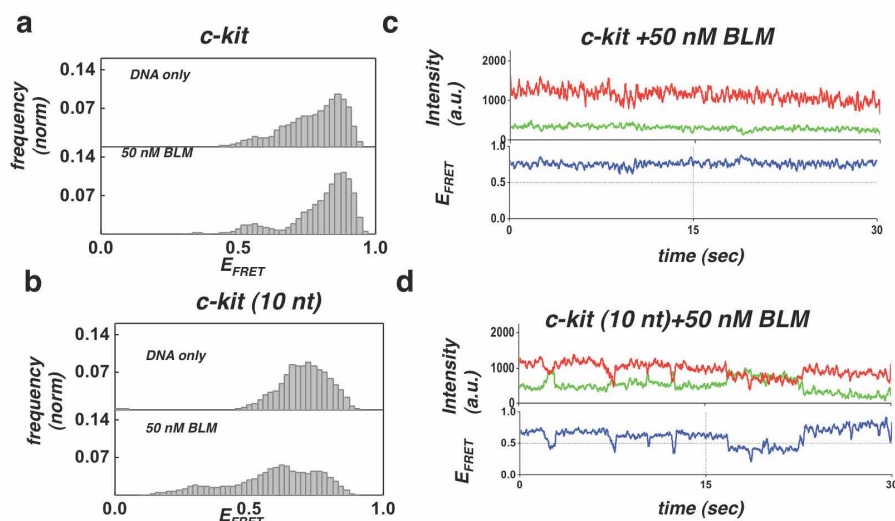 a
c-kit
frequency
(norm)
0.14
DNA only
0.07
0.14
50 nM BLM
0.07
0.0
0.5
1.0
EFRET
b
c-kit (10 nt)
frequency
(norm)
0.14
DNA only
0.07
0.14
50 nM BLM
0.07
0.0
0.5
1.0
EFRET
c
c-kit +50 nM BLM
Intensity
(a.u.)
2000
1000
0
EFRET
1.0
0.5
0.0
0
15
30
time (sec)
d
c-kit (10 nt)+50 nM BLM
Intensity
(a.u.)
2000
1000
0
EFRET
1.0
0.5
0.0
0
15
30
time (sec)